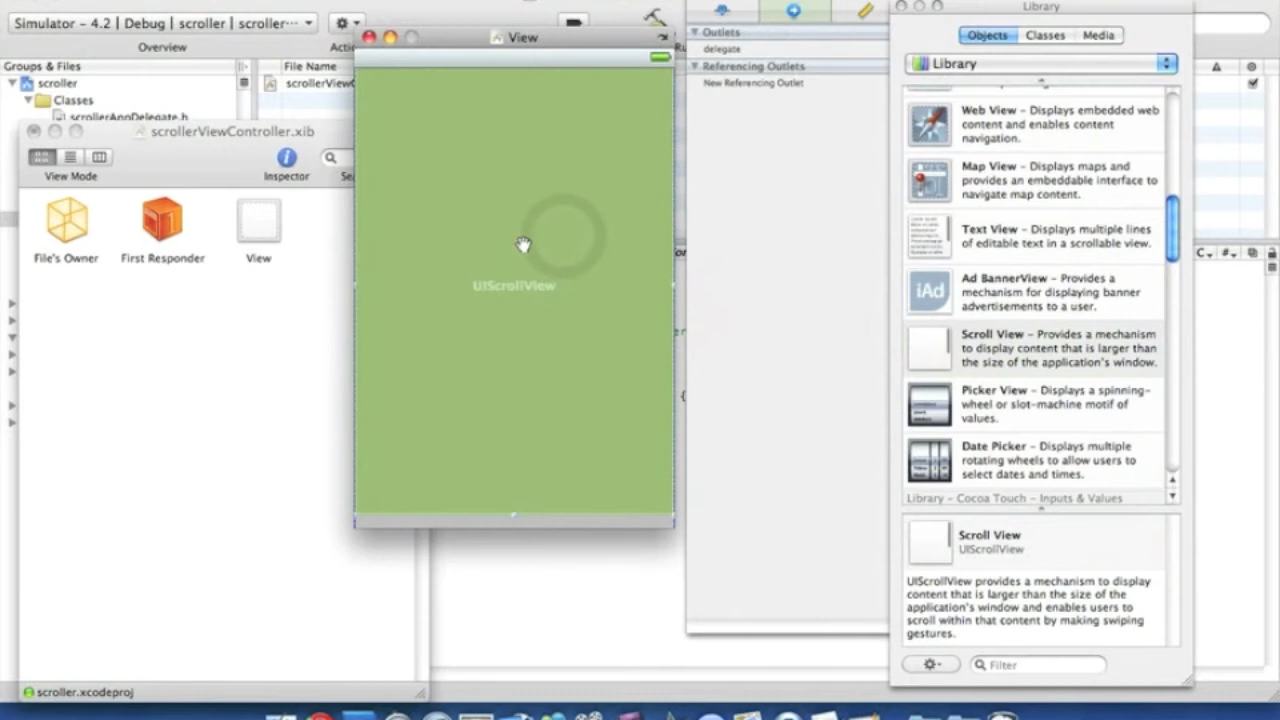 Simulator – 4.2 | Debug | scroller | scroller···
Overview
Groups & Files
scroller
Classes
scrollerAppDelegate.h
File Name
scrollerViewC
scrollerViewController.xib
View Mode
Inspector
File's Owner
First Responder
View
scroller.xcodeproj
View
UIScrollView
Outlets
delegate
Referencing Outlets
New Referencing Outlet
Library
Objects
Classes
Media
Library
Web View – Displays embedded web
content and enables content
navigation.
Map View – Displays maps and
provides an embeddable interface to
navigate map content.
Text View – Displays multiple lines
of editable text in a scrollable view.
iAd
Ad BannerView – Provides a
mechanism for displaying banner
advertisements to a user.
Scroll View – Provides a mechanism
to display content that is larger than
the size of the application's window.
Picker View – Displays a spinning-
wheel or slot-machine motif of
values.
Date Picker – Displays multiple
rotating wheels to allow users to
select dates and times.
Library – Cocoa Touch – Inputs & Values
Scroll View
UIScrollView
UIScrollView provides a mechanism to display
content that is larger than the size of the
application's window and enables users to
scroll within that content by making swiping
gestures.
Filter